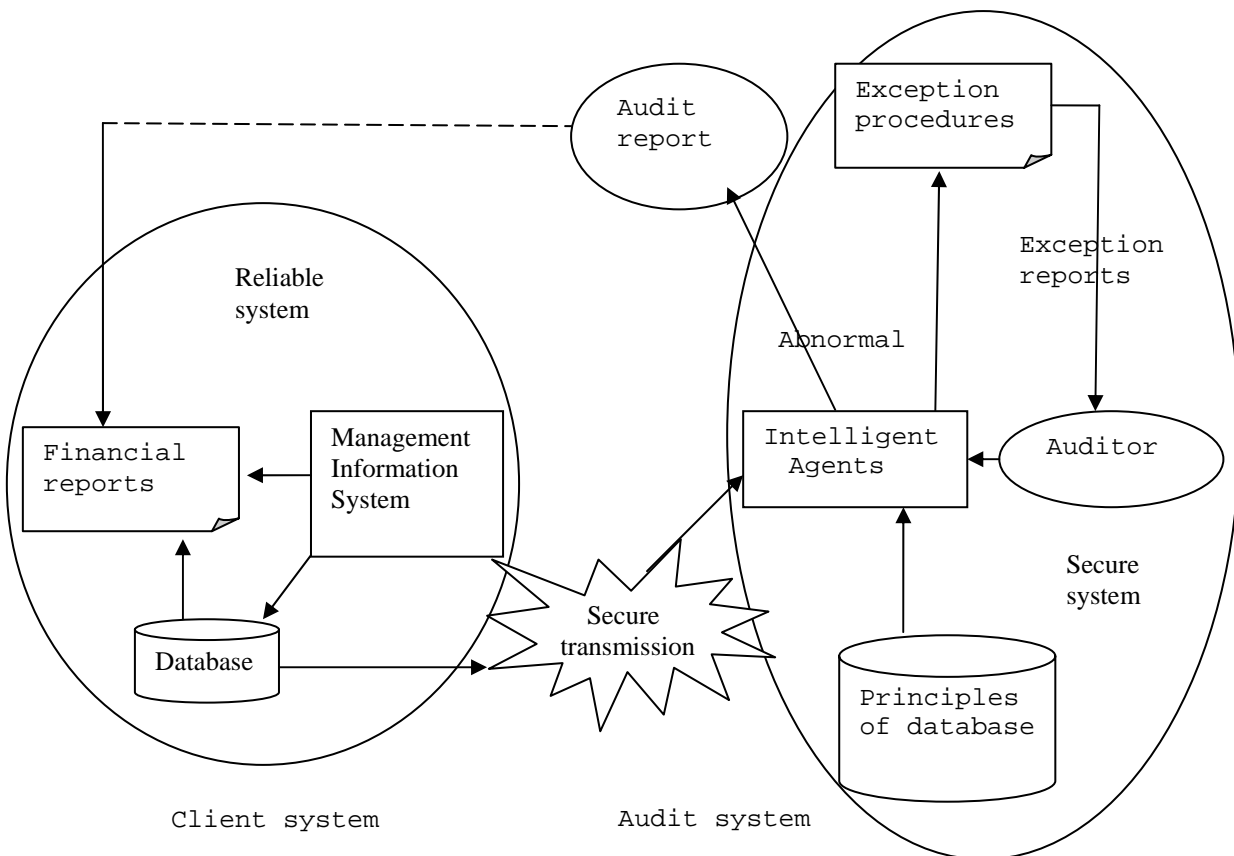 Exception
procedures
Audit
report
Exception
reports
Reliable
system
Abnormal
Management
Information
System
Financial
reports
Intelligent
Agents
Auditor
Secure
system
Secure
transmission
Database
Principles
of database
Client system
Audit system